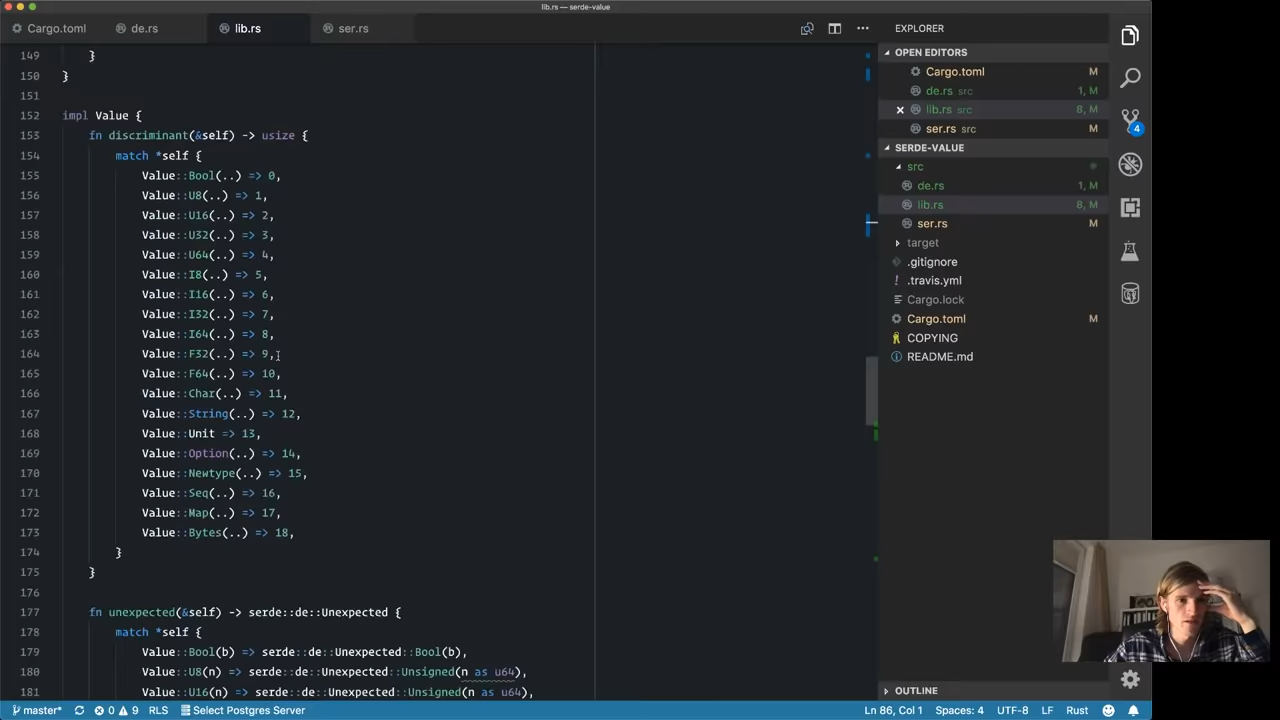 lib.rs — serde-value
Cargo.toml
de.rs
lib.rs
ser.rs
149 }
150 }
151
152 impl Value {
153 fn discriminant(&self) -> usize {
154 match *self {
155 Value::Bool(..) => 0,
156 Value::U8(..) => 1,
157 Value::U16(..) => 2,
158 Value::U32(..) => 3,
159 Value::U64(..) => 4,
160 Value::I8(..) => 5,
161 Value::I16(..) => 6,
162 Value::I32(..) => 7,
163 Value::I64(..) => 8,
164 Value::F32(..) => 9,
165 Value::F64(..) => 10,
166 Value::Char(..) => 11,
167 Value::String(..) => 12,
168 Value::Unit => 13,
169 Value::Option(..) => 14,
170 Value::Newtype(..) => 15,
171 Value::Seq(..) => 16,
172 Value::Map(..) => 17,
173 Value::Bytes(..) => 18,
174 }
175 }
176
177 fn unexpected(&self) -> serde::de::Unexpected {
178 match *self {
179 Value::Bool(b) => serde::de::Unexpected::Bool(b),
180 Value::U8(n) => serde::de::Unexpected::Unsigned(n as u64),
181 Value::U16(n) => serde::de::Unexpected::Unsigned(n as u64),
EXPLORER
OPEN EDITORS
Cargo.toml M
de.rs src 1, M
lib.rs src 8, M
ser.rs src M
SERDE-VALUE
src
de.rs 1, M
lib.rs 8, M
ser.rs M
target
.gitignore
.travis.yml
Cargo.lock
Cargo.toml M
COPYING
README.md
OUTLINE
4
master* 0 9 RLS Select Postgres Server
Ln 86, Col 1 Spaces: 4 UTF-8 LF Rust